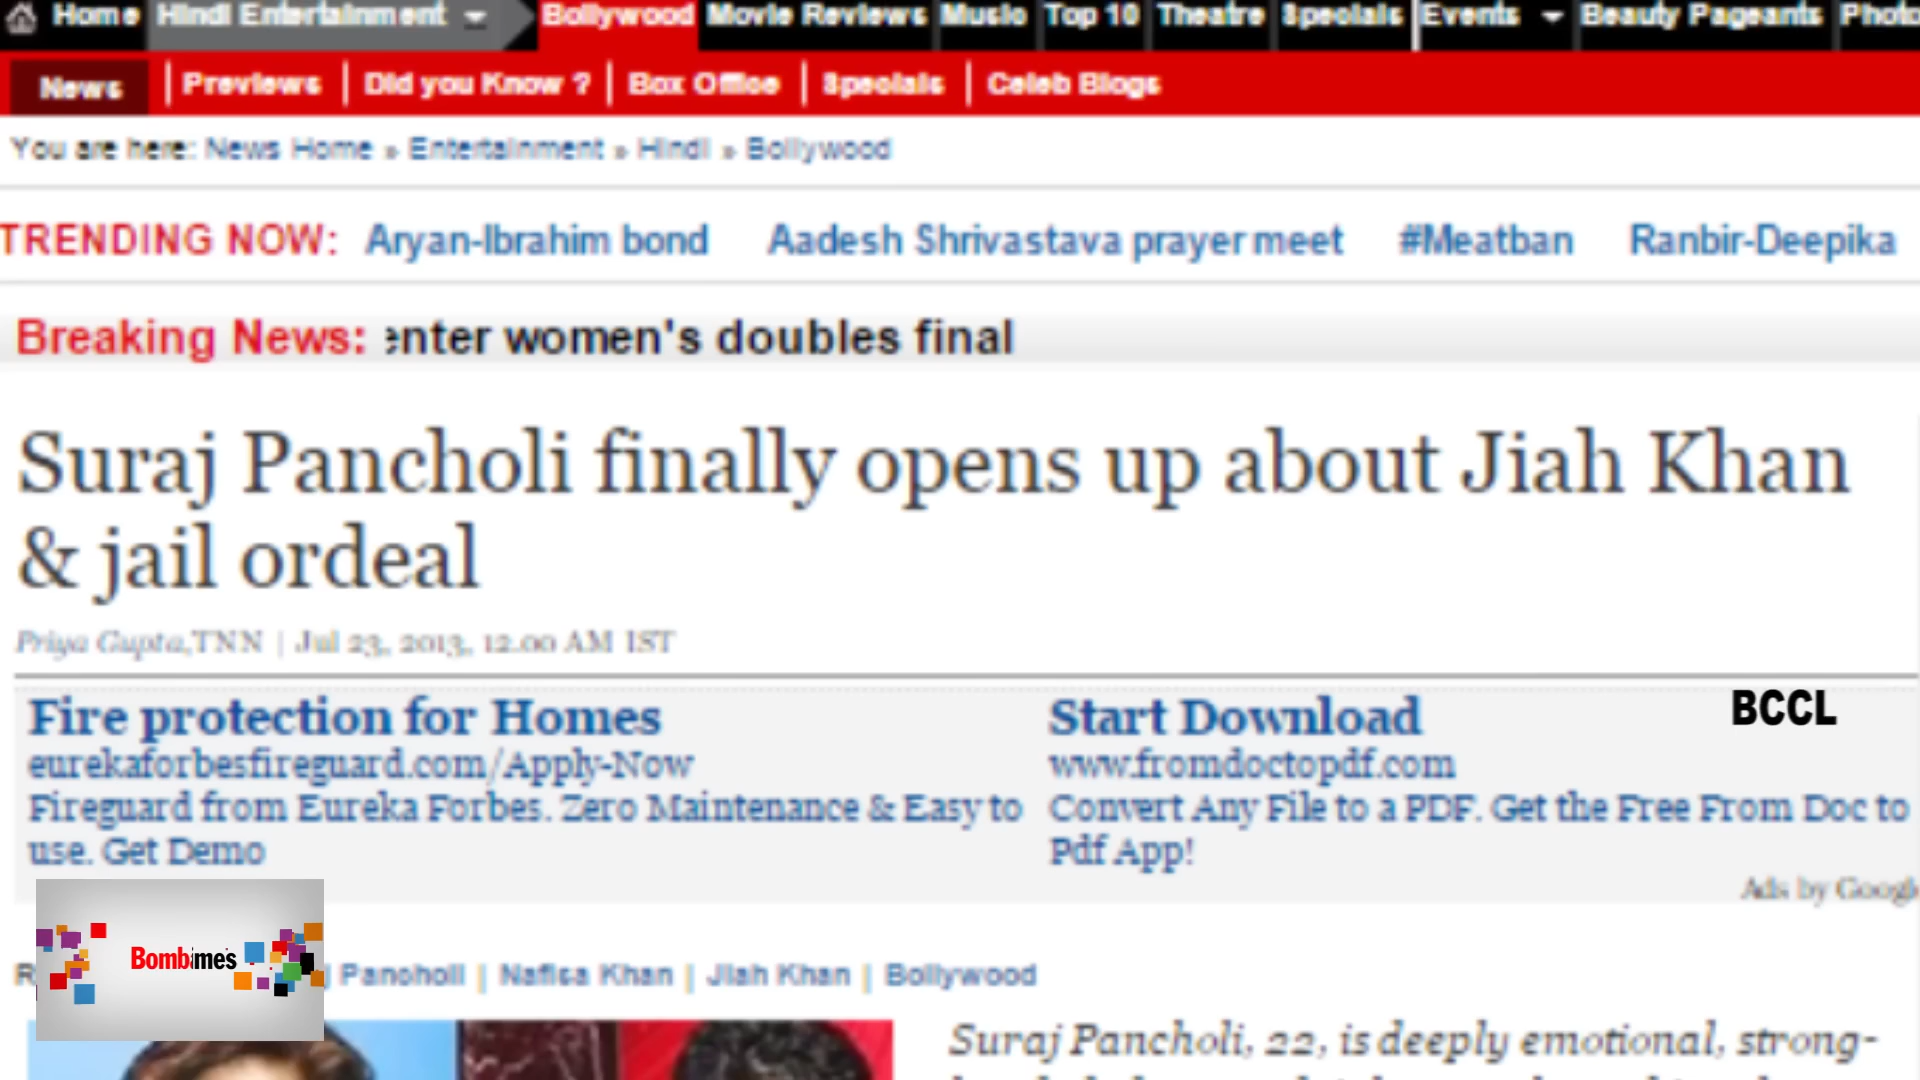 Home Hindi Entertainment Bollywood Movie Reviews Music Top 10 Theatre Specials Events Beauty Pageants Photo
News Previews Did you Know ? Box Office Specials Celeb Blogs
You are here: News Home » Entertainment » Hindi » Bollywood
TRENDING NOW: Aryan-Ibrahim bond Aadesh Shrivastava prayer meet #Meatban Ranbir-Deepika
Breaking News: enter women's doubles final
Suraj Pancholi finally opens up about Jiah Khan
& jail ordeal
Priya Gupta,TNN | Jul 23, 2013, 12.00 AM IST
Fire protection for Homes
eurekaforbesfireguard.com/Apply-Now
Fireguard from Eureka Forbes. Zero Maintenance & Easy to
use. Get Demo
Start Download
www.fromdoctopdf.com
Convert Any File to a PDF. Get the Free From Doc to
Pdf App!
BCCL
Ads by Googl
Pancholi | Nafisa Khan | Jiah Khan | Bollywood
Suraj Pancholi, 22, is deeply emotional, strong-